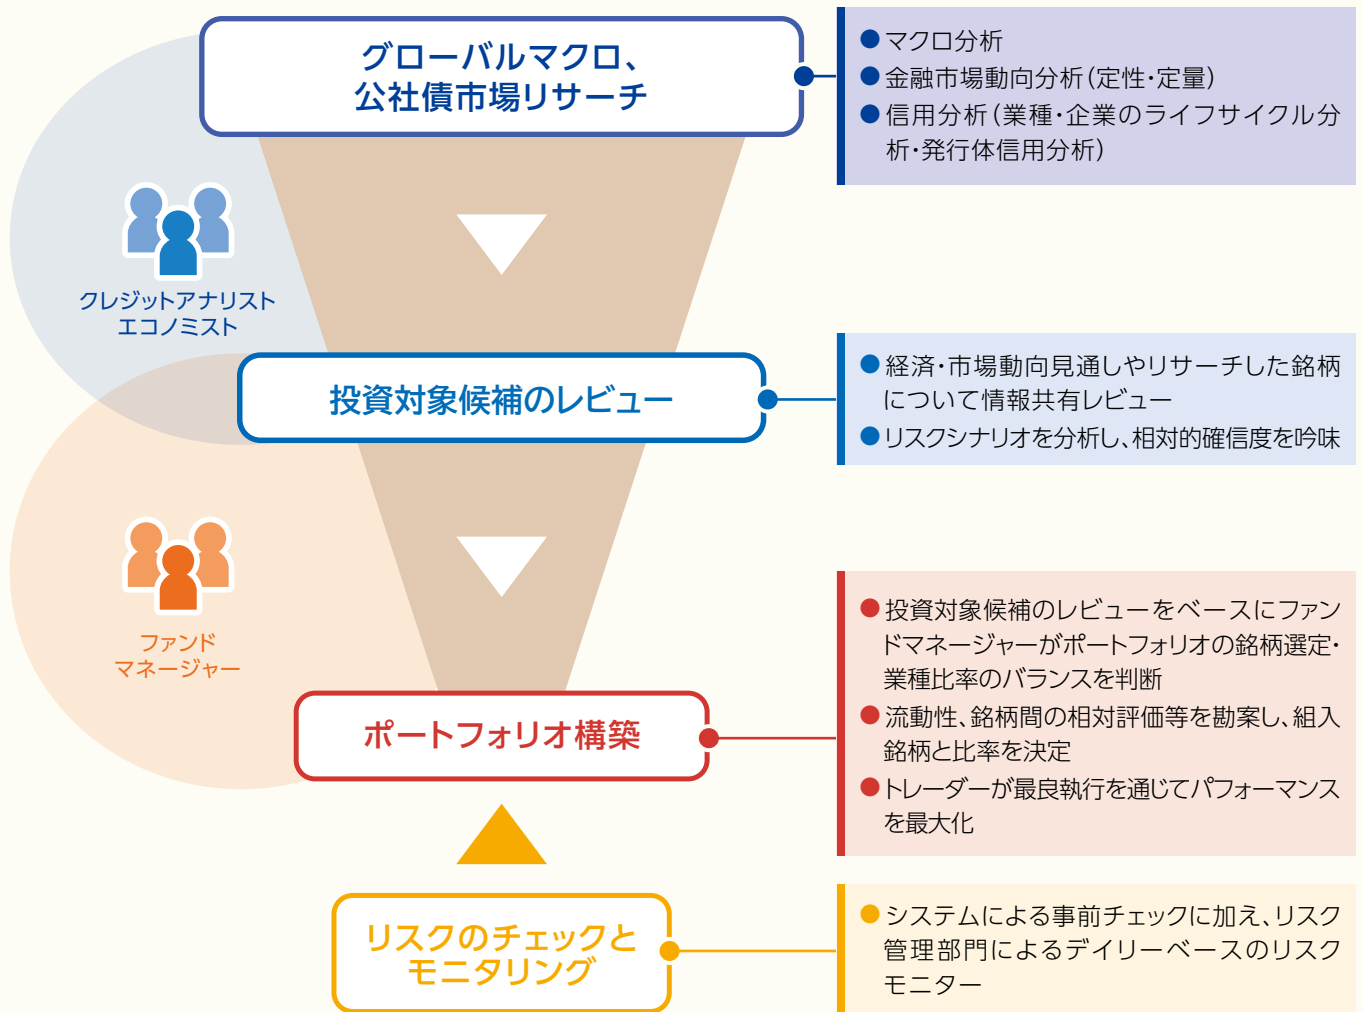 グローバルマクロ、
公社債市場リサーチ
●マクロ分析
●金融市場動向分析(定性・定量)
●信用分析(業種・企業のライフサイクル分
析・発行体信用分析)
クレジットアナリスト
エコノミスト
投資対象候補のレビュー
●経済・市場動向見通しやリサーチした銘柄
について情報共有レビュー
●リスクシナリオを分析し、相対的確信度を吟味
ファンド
マネージャー
ポートフォリオ構築
●投資対象候補のレビューをベースにファン
ドマネージャーがポートフォリオの銘柄選定・
業種比率のバランスを判断
●流動性、銘柄間の相対評価等を勘案し、組入
銘柄と比率を決定
●トレーダーが最良執行を通じてパフォーマンス
を最大化
リスクのチェックと
モニタリング
●システムによる事前チェックに加え、リスク
管理部門によるデイリーベースのリスク
モニター